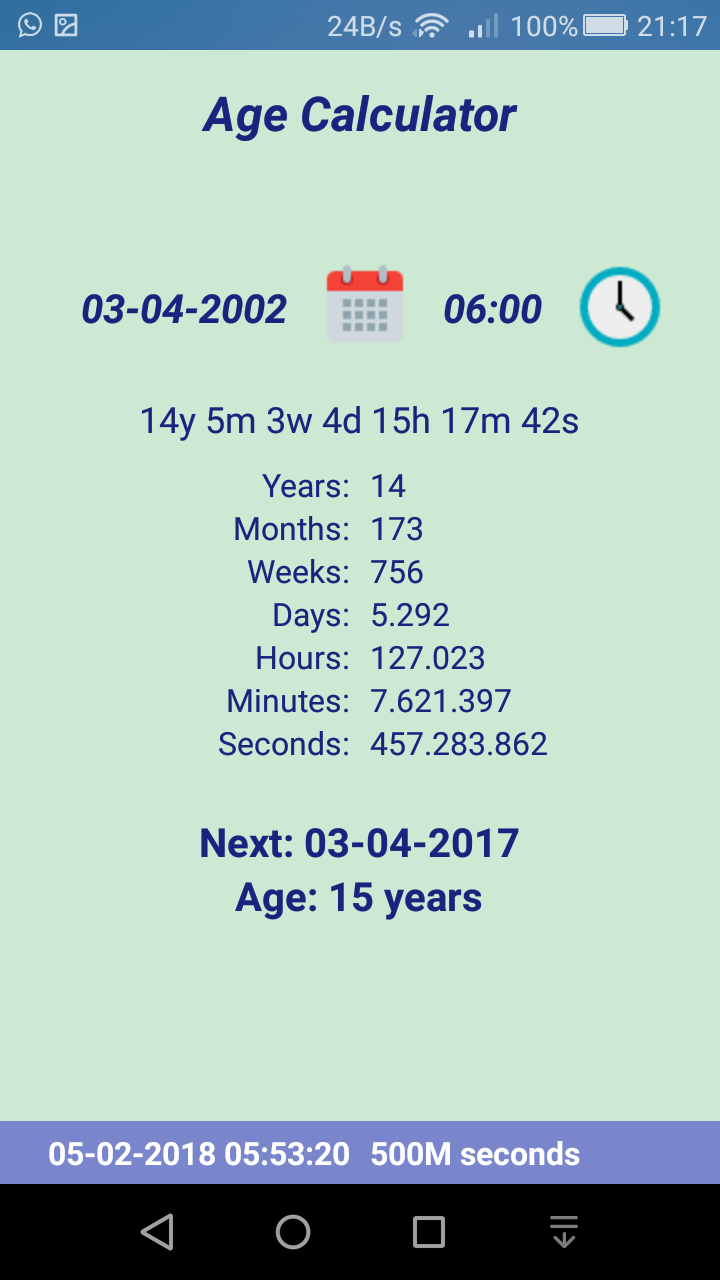 24B/s 100% 21:17
Age Calculator
03-04-2002 06:00
14y 5m 3w 4d 15h 17m 42s
Years: 14
Months: 173
Weeks: 756
Days: 5.292
Hours: 127.023
Minutes: 7.621.397
Seconds: 457.283.862
Next: 03-04-2017
Age: 15 years
05-02-2018 05:53:20 500M seconds